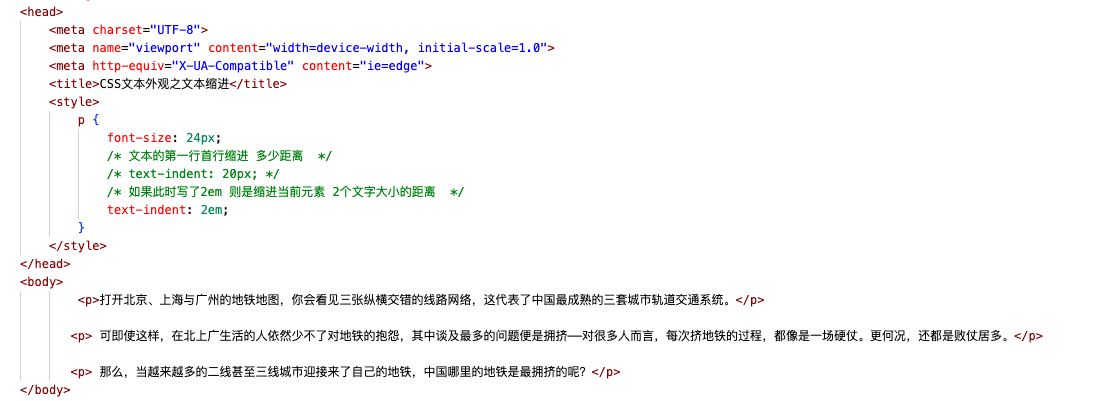 <head>
<meta charset="UTF-8">
<meta name="viewport" content="width=device-width, initial-scale=1.0">
<meta http-equiv="X-UA-Compatible" content="ie=edge">
<title>CSS文本外观之文本缩进</title>
<style>
p {
font-size: 24px;
/* 文本的第一行首行缩进 多少距离  */
/* text-indent: 20px; */
/* 如果此时写了2em 则是缩进当前元素 2个文字大小的距离  */
text-indent: 2em;
}
</style>
</head>
<body>
<p>打开北京、上海与广州的地铁地图，你会看见三张纵横交错的线路网络，这代表了中国最成熟的三套城市轨道交通系统。</p>
<p> 可即使这样，在北上广生活的人依然少不了对地铁的抱怨，其中谈及最多的问题便是拥挤——对很多人而言，每次挤地铁的过程，都像是一场硬仗。更何况，还都是败仗居多。</p>
<p> 那么，当越来越多的二线甚至三线城市迎接来了自己的地铁，中国哪里的地铁是最拥挤的呢？</p>
</body>